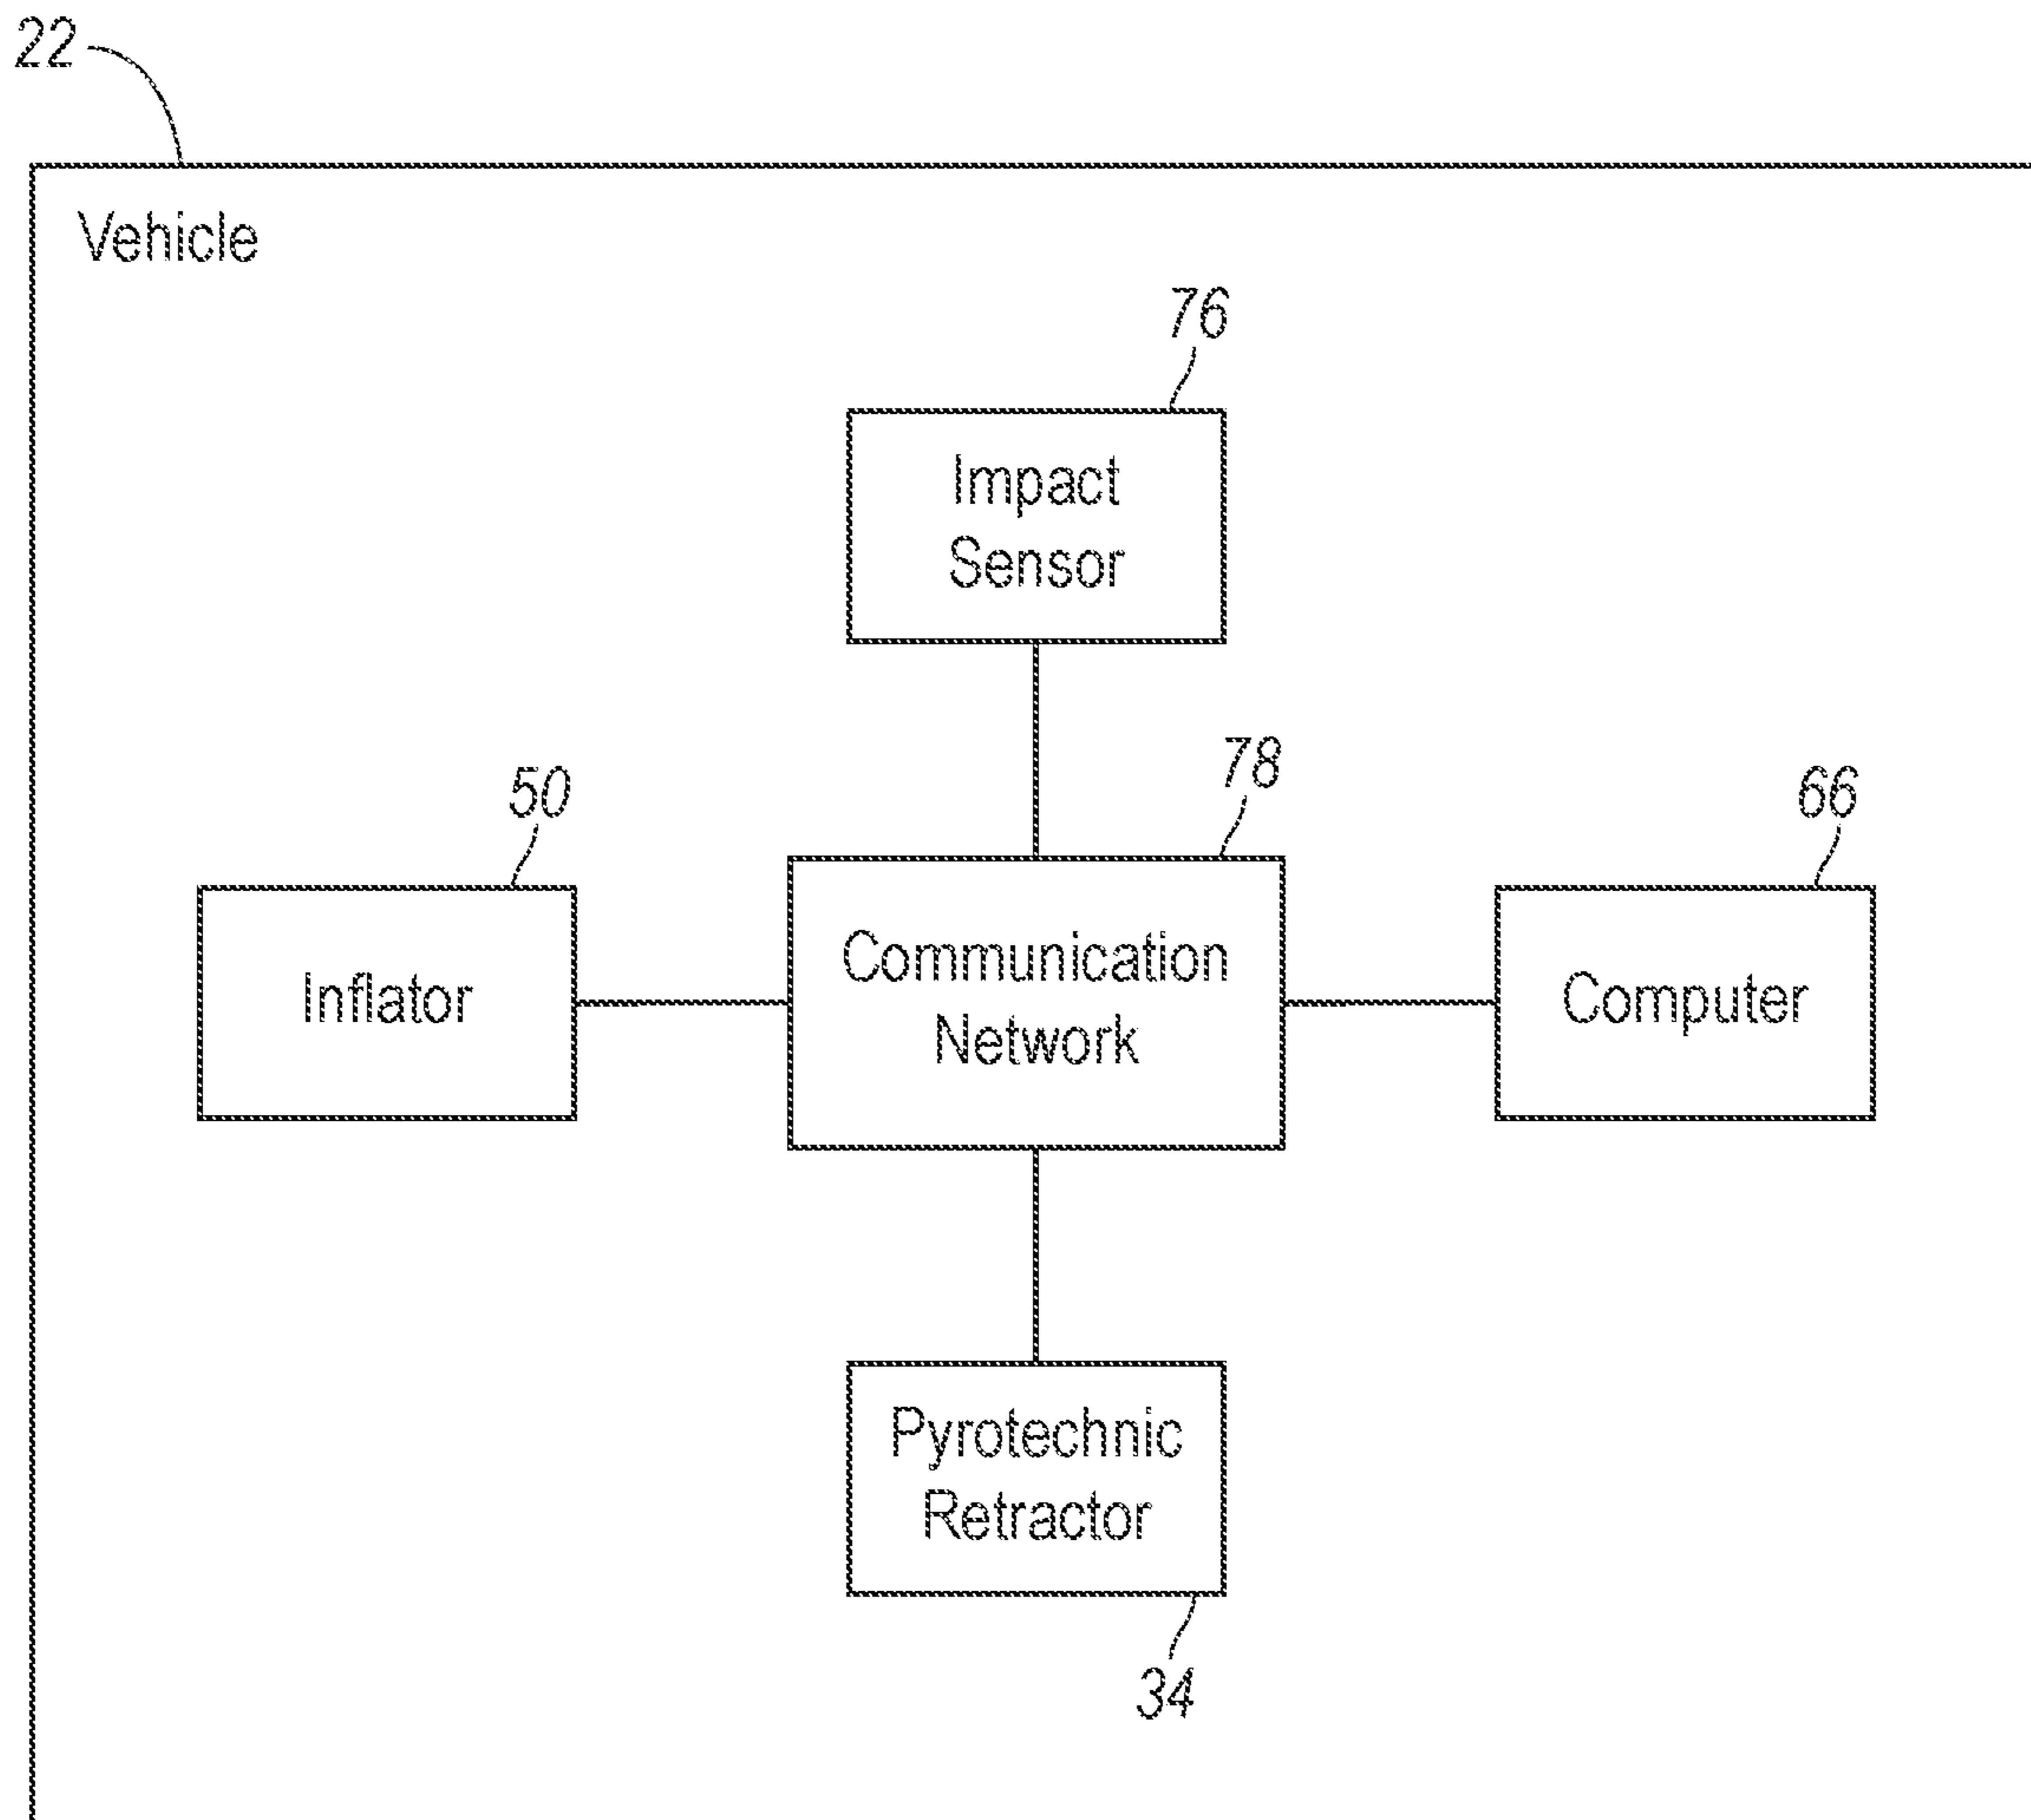 22
Vehicle
76
Impact
Sensor
50
78
66
Inflator
Communication
Network
Computer
Pyrotechnic
Retractor
34